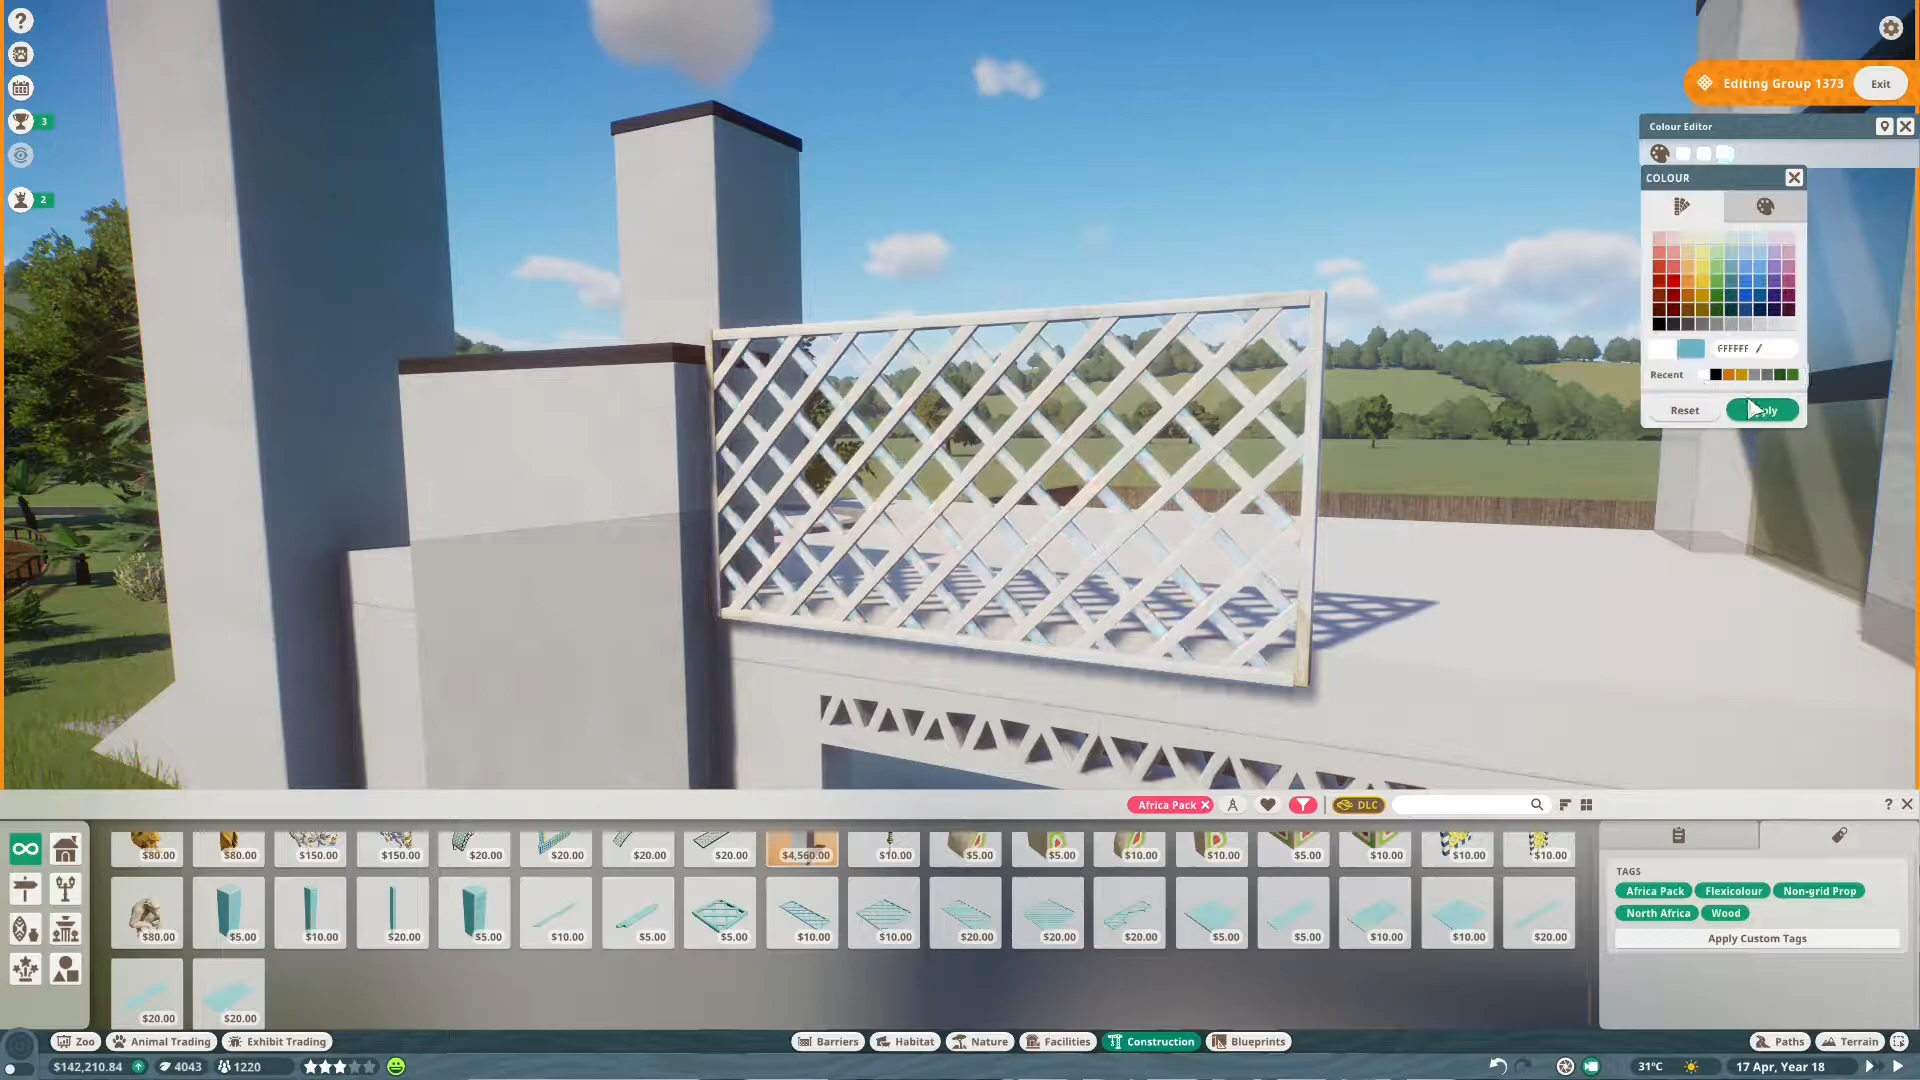 ?
3
2
Editing Group 1373 Exit
Colour Editor
COLOUR
FFFFFF
Recent
Reset
Africa Pack
DLC
?
$80.00 $80.00 $150.00 $150.00 $20.00 $20.00 $20.00 $20.00 $4,560.00 $10.00 $5.00 $5.00 $10.00 $10.00 $5.00 $10.00 $10.00 $10.00
$80.00 $5.00 $10.00 $20.00 $5.00 $10.00 $5.00 $5.00 $10.00 $10.00 $20.00 $20.00 $20.00 $5.00 $5.00 $10.00 $10.00 $20.00
$20.00 $20.00
TAGS
Africa Pack Flexicolour Non-grid Prop
North Africa Wood
Apply Custom Tags
Zoo Animal Trading Exhibit Trading Barriers Habitat Nature Facilities Construction Blueprints Paths Terrain
$142,210.84 4043 1220 31°C 17 Apr, Year 18